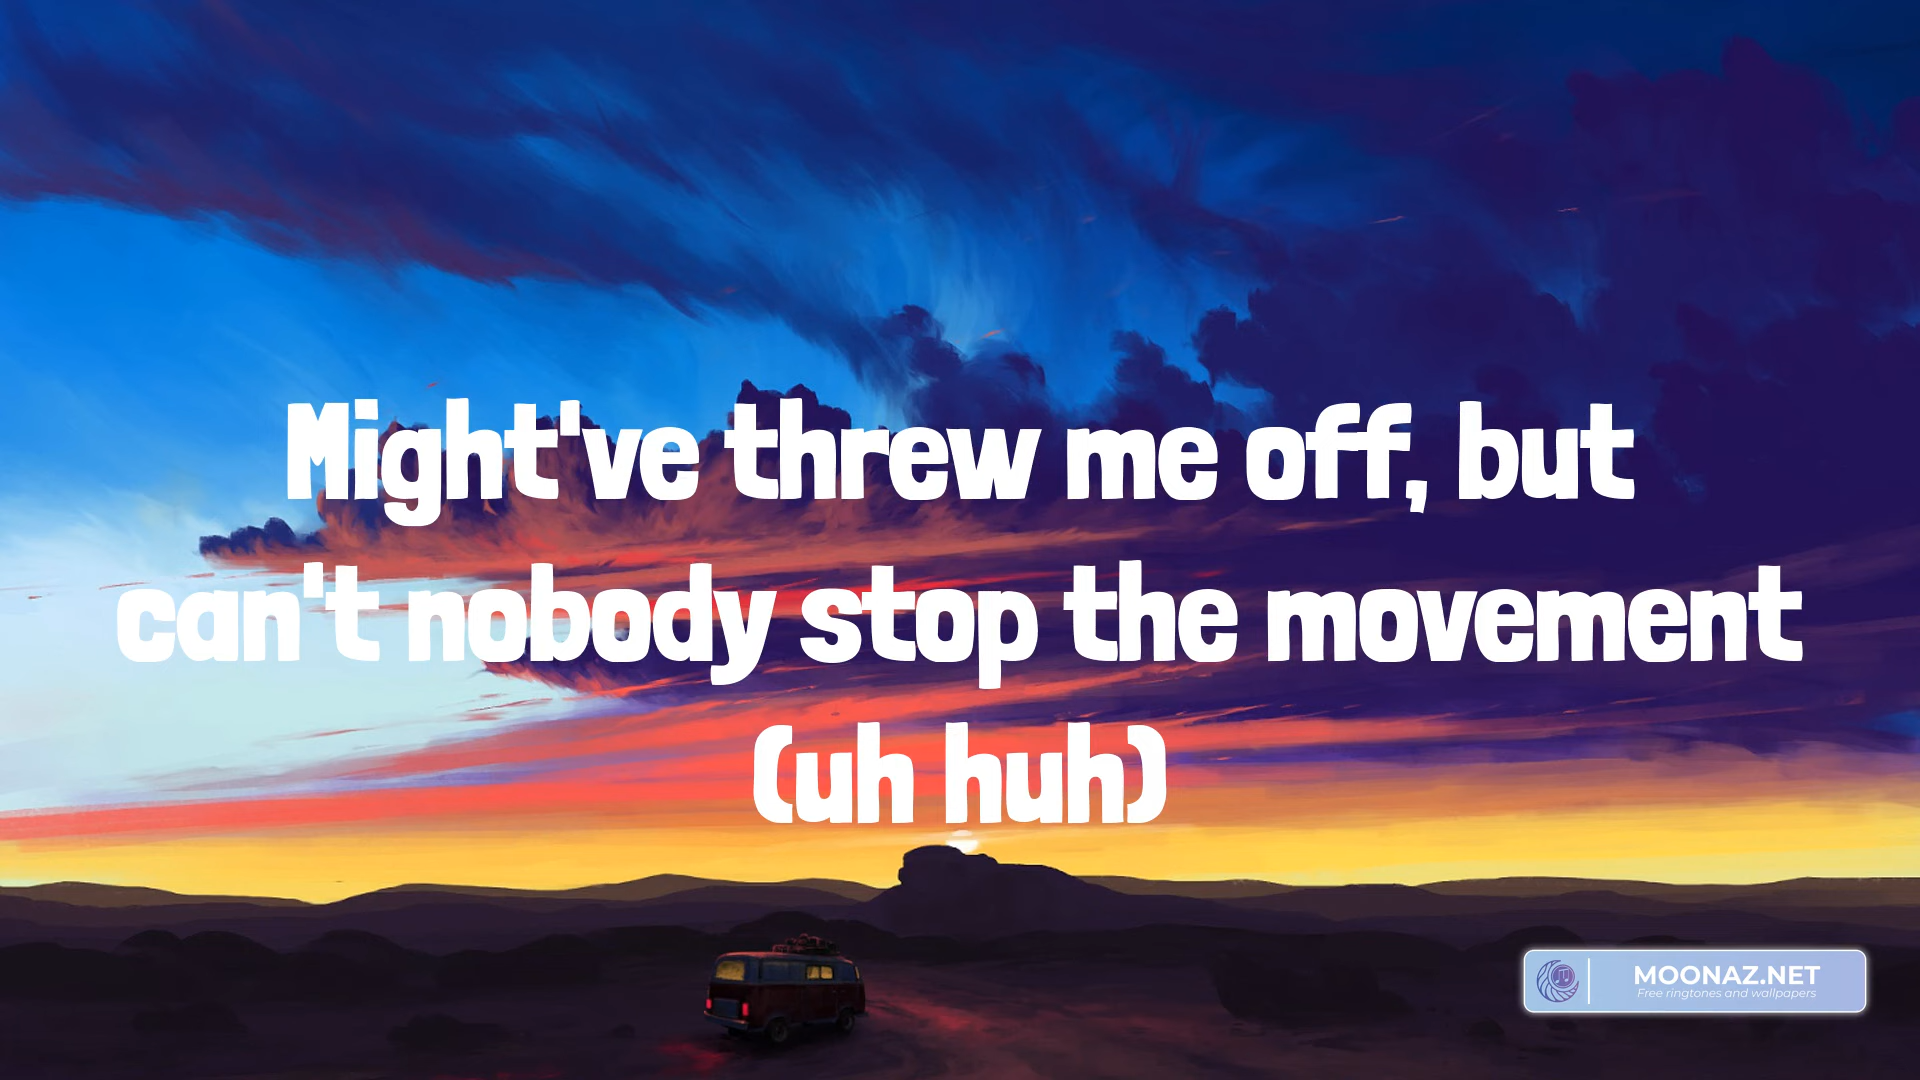 Might've threw me off, but
can't nobody stop the movement
(uh huh)
MOONAZ.NET
Free ringtones and wallpapers